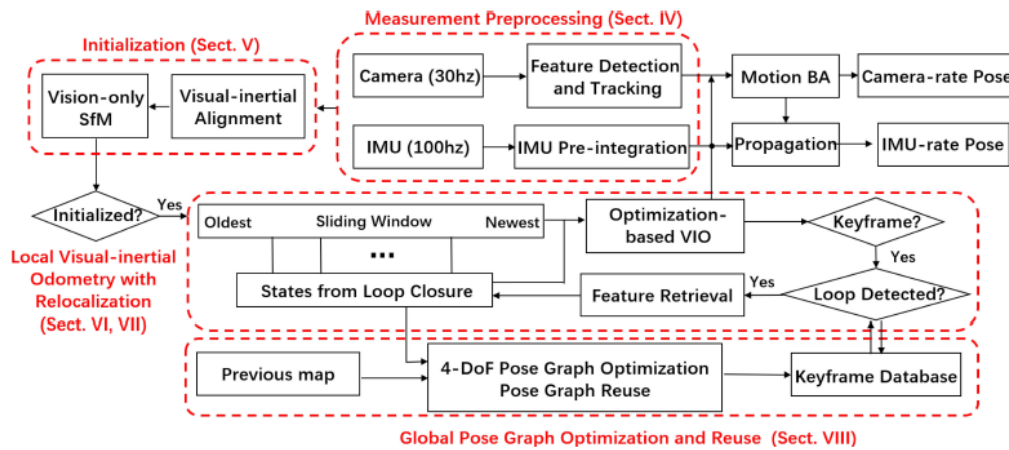 Measurement Preprocessing (Sect. IV)
Initialization (Sect. V)
Camera (30hz)
Feature Detection
and Tracking
Motion BA
Camera-rate Pose
Vision-only
SfM
Visual-inertial
Alignment
IMU (100hz)
IMU Pre-integration
Propagation
IMU-rate Pose
Initialized?
Yes
Oldest
Sliding Window
Newest
Optimization-
based VIO
Keyframe?
Local Visual-inertial
Odometry with
Relocalization
(Sect. VI, VII)
...
Yes
States from Loop Closure
Feature Retrieval
Yes
Loop Detected?
Previous map
4-DoF Pose Graph Optimization
Pose Graph Reuse
Keyframe Database
Global Pose Graph Optimization and Reuse (Sect. VIII)